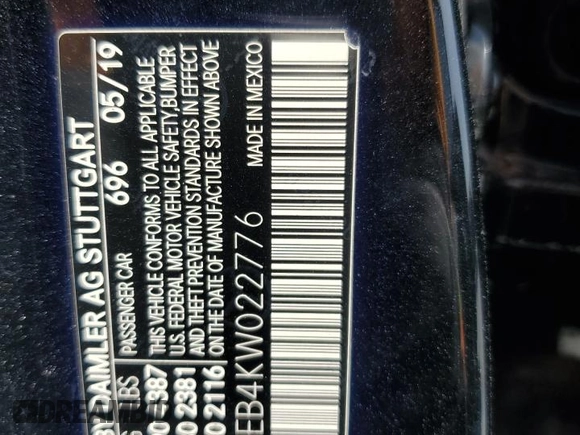 DAIMLER AG STUTTGART
696 05/19
LBS PASSENGER CAR
387 THIS VEHICLE CONFORMS TO ALL APPLICABLE
2381 U.S. FEDERAL MOTOR VEHICLE SAFETY,BUMPER
AND THEFT PREVENTION STANDARDS IN EFFECT
2116 ON THE DATE OF MANUFACTURE SHOWN ABOVE
EB4KW022776 MADE IN MEXICO